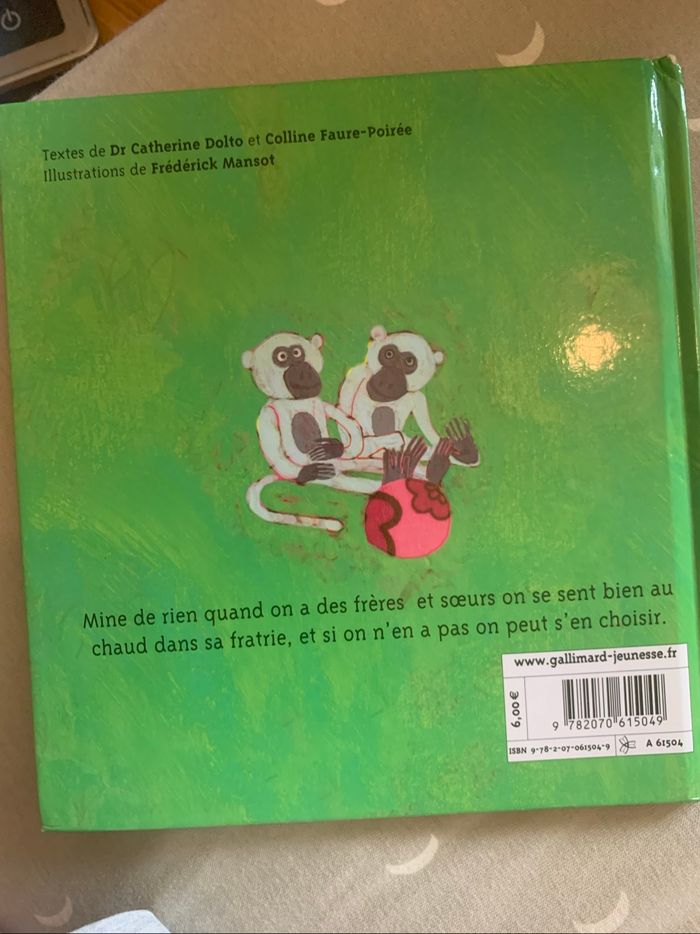 Textes de Dr Catherine Dolto et Colline Faure-Poirée
Illustrations de Frédérick Mansot
Mine de rien quand on a des frères et sœurs on se sent bien au
chaud dans sa fratrie, et si on n'en a pas on peut s'en choisir.
www.gallimard-jeunesse.fr
6,00 €
9 782070 615049
ISBN 9-78-2-07-061504-9 A 61504